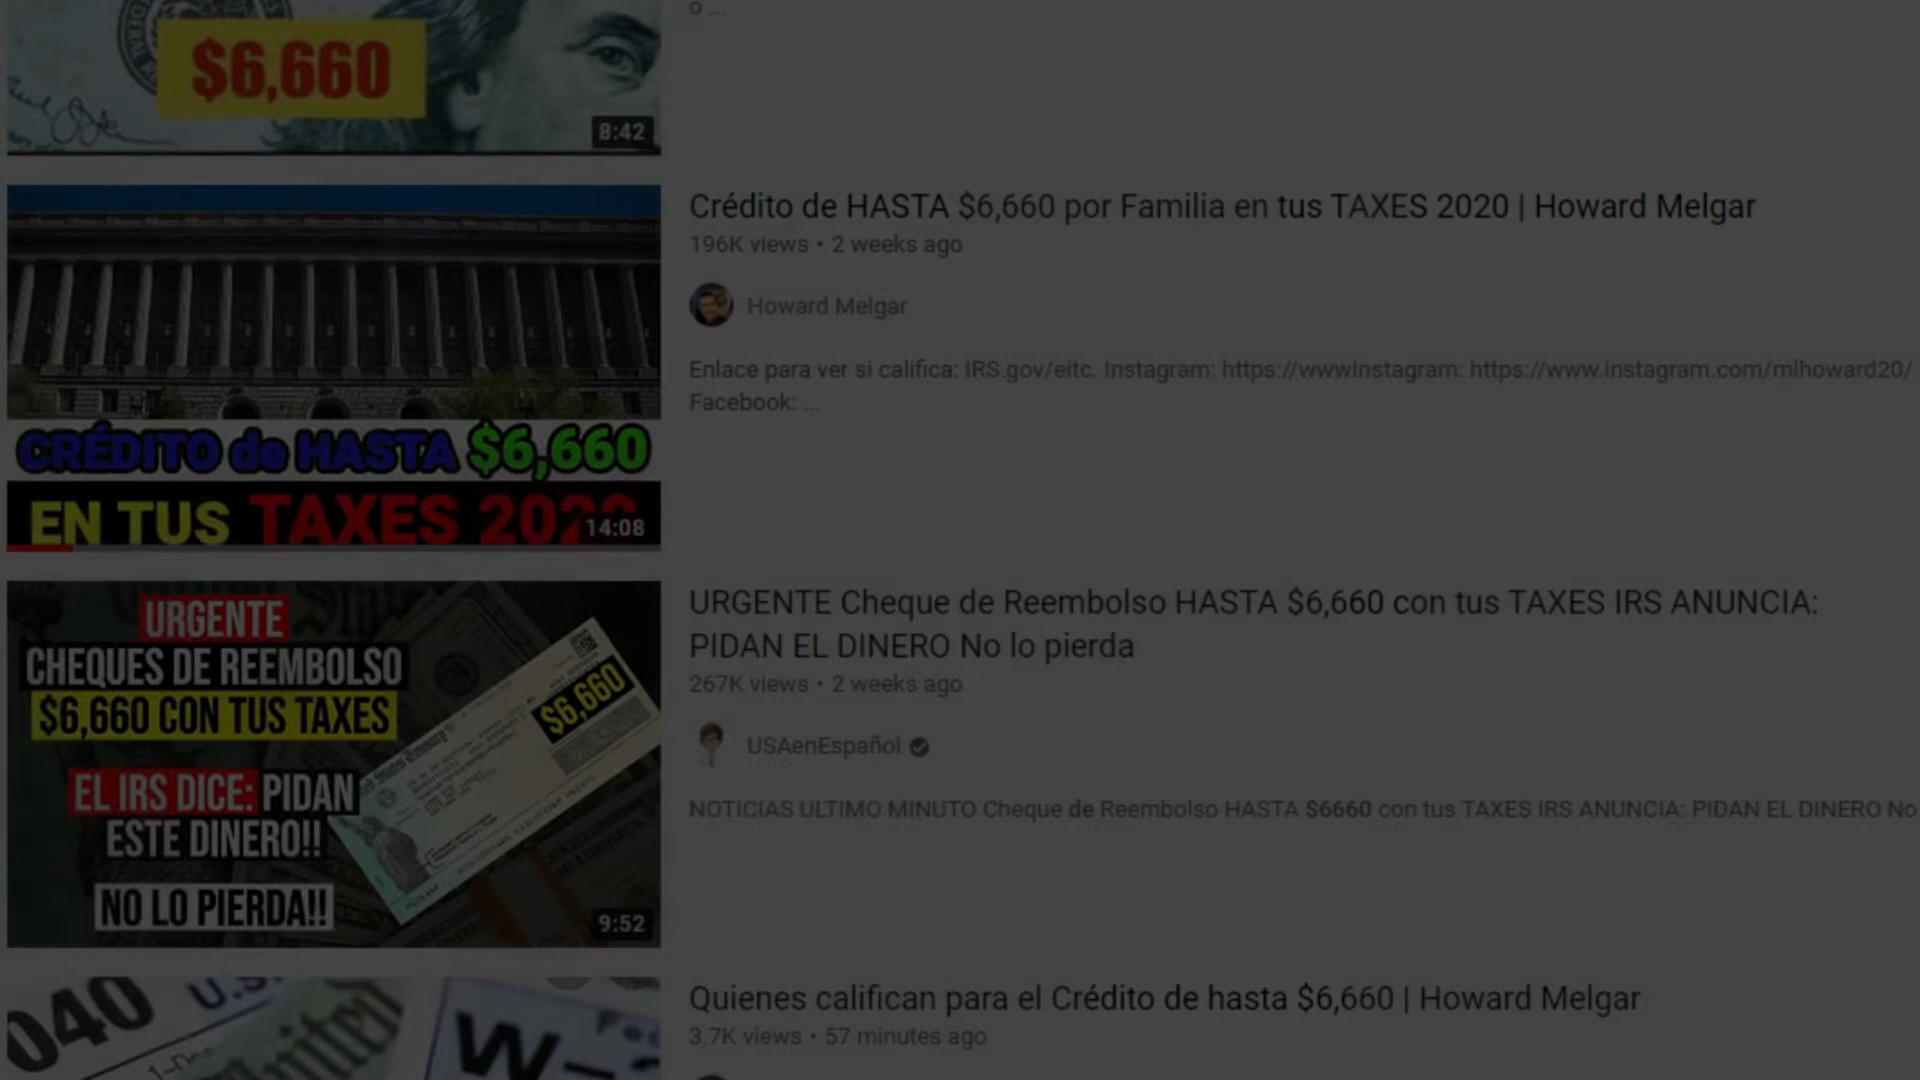 o ...
$6,660
8:42
Crédito de HASTA $6,660 por Familia en tus TAXES 2020 | Howard Melgar
196K views • 2 weeks ago
Howard Melgar
Enlace para ver si califica: IRS.gov/eitc. Instagram: https://wwwInstagram: https://www.instagram.com/mlhoward20/
Facebook: ...
CRÉDITO de HASTA $6,660
EN TUS TAXES 2020
14:08
URGENTE Cheque de Reembolso HASTA $6,660 con tus TAXES IRS ANUNCIA:
PIDAN EL DINERO No lo pierda
267K views • 2 weeks ago
USAenEspañol
NOTICIAS ULTIMO MINUTO Cheque de Reembolso HASTA $6660 con tus TAXES IRS ANUNCIA: PIDAN EL DINERO No
URGENTE
CHEQUES DE REEMBOLSO
$6,660 CON TUS TAXES
EL IRS DICE: PIDAN
ESTE DINERO!!
NO LO PIERDA!!
$6,660
9:52
Quienes califican para el Crédito de hasta $6,660 | Howard Melgar
3.7K views • 57 minutes ago
040
U.S.
W-